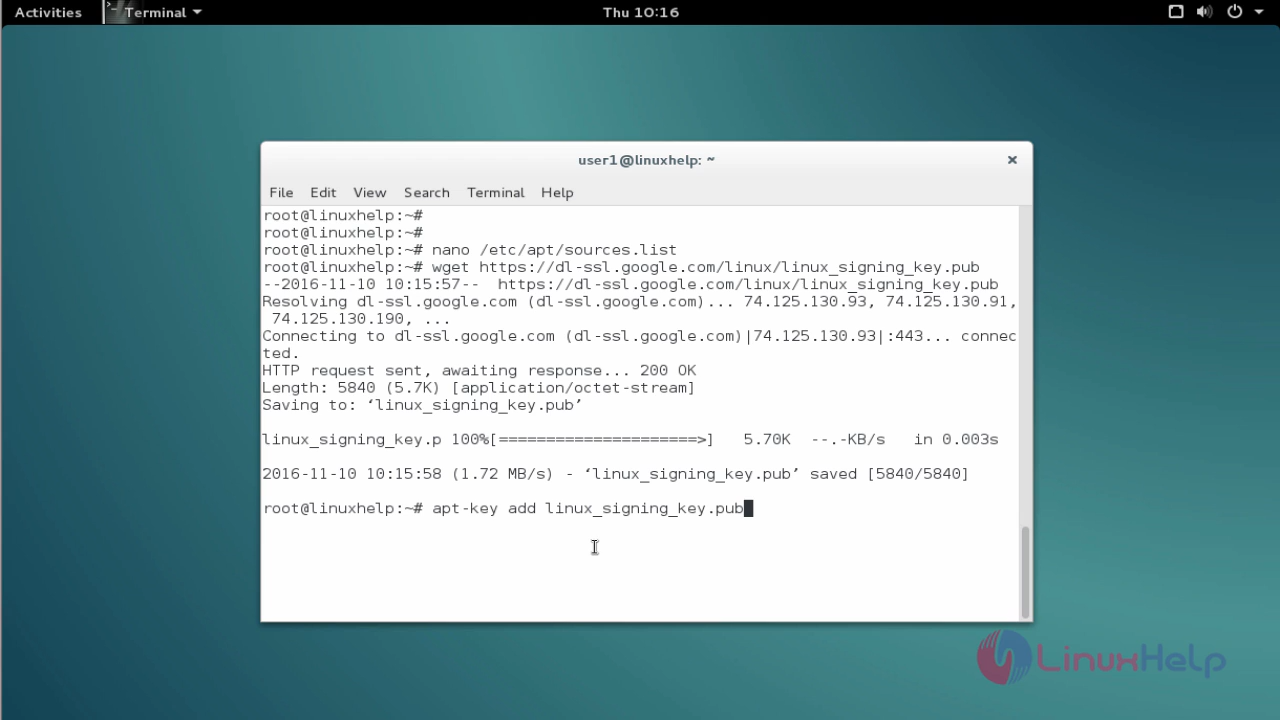 Activities
Terminal
Thu 10:16
user1@linuxhelp: ~
File Edit View Search Terminal Help
root@linuxhelp:~#
root@linuxhelp:~#
root@linuxhelp:~# nano /etc/apt/sources.list
root@linuxhelp:~# wget https://dl-ssl.google.com/linux/linux_signing_key.pub
--2016-11-10 10:15:57--  https://dl-ssl.google.com/linux/linux_signing_key.pub
Resolving dl-ssl.google.com (dl-ssl.google.com)... 74.125.130.93, 74.125.130.91,
 74.125.130.190, ...
Connecting to dl-ssl.google.com (dl-ssl.google.com)|74.125.130.93|:443... connec
ted.
HTTP request sent, awaiting response... 200 OK
Length: 5840 (5.7K) [application/octet-stream]
Saving to: ‘linux_signing_key.pub’
linux_signing_key.p 100%[=====================>]   5.70K  --.-KB/s   in 0.003s
2016-11-10 10:15:58 (1.72 MB/s) - ‘linux_signing_key.pub’ saved [5840/5840]
root@linuxhelp:~# apt-key add linux_signing_key.pub
LinuxHelp